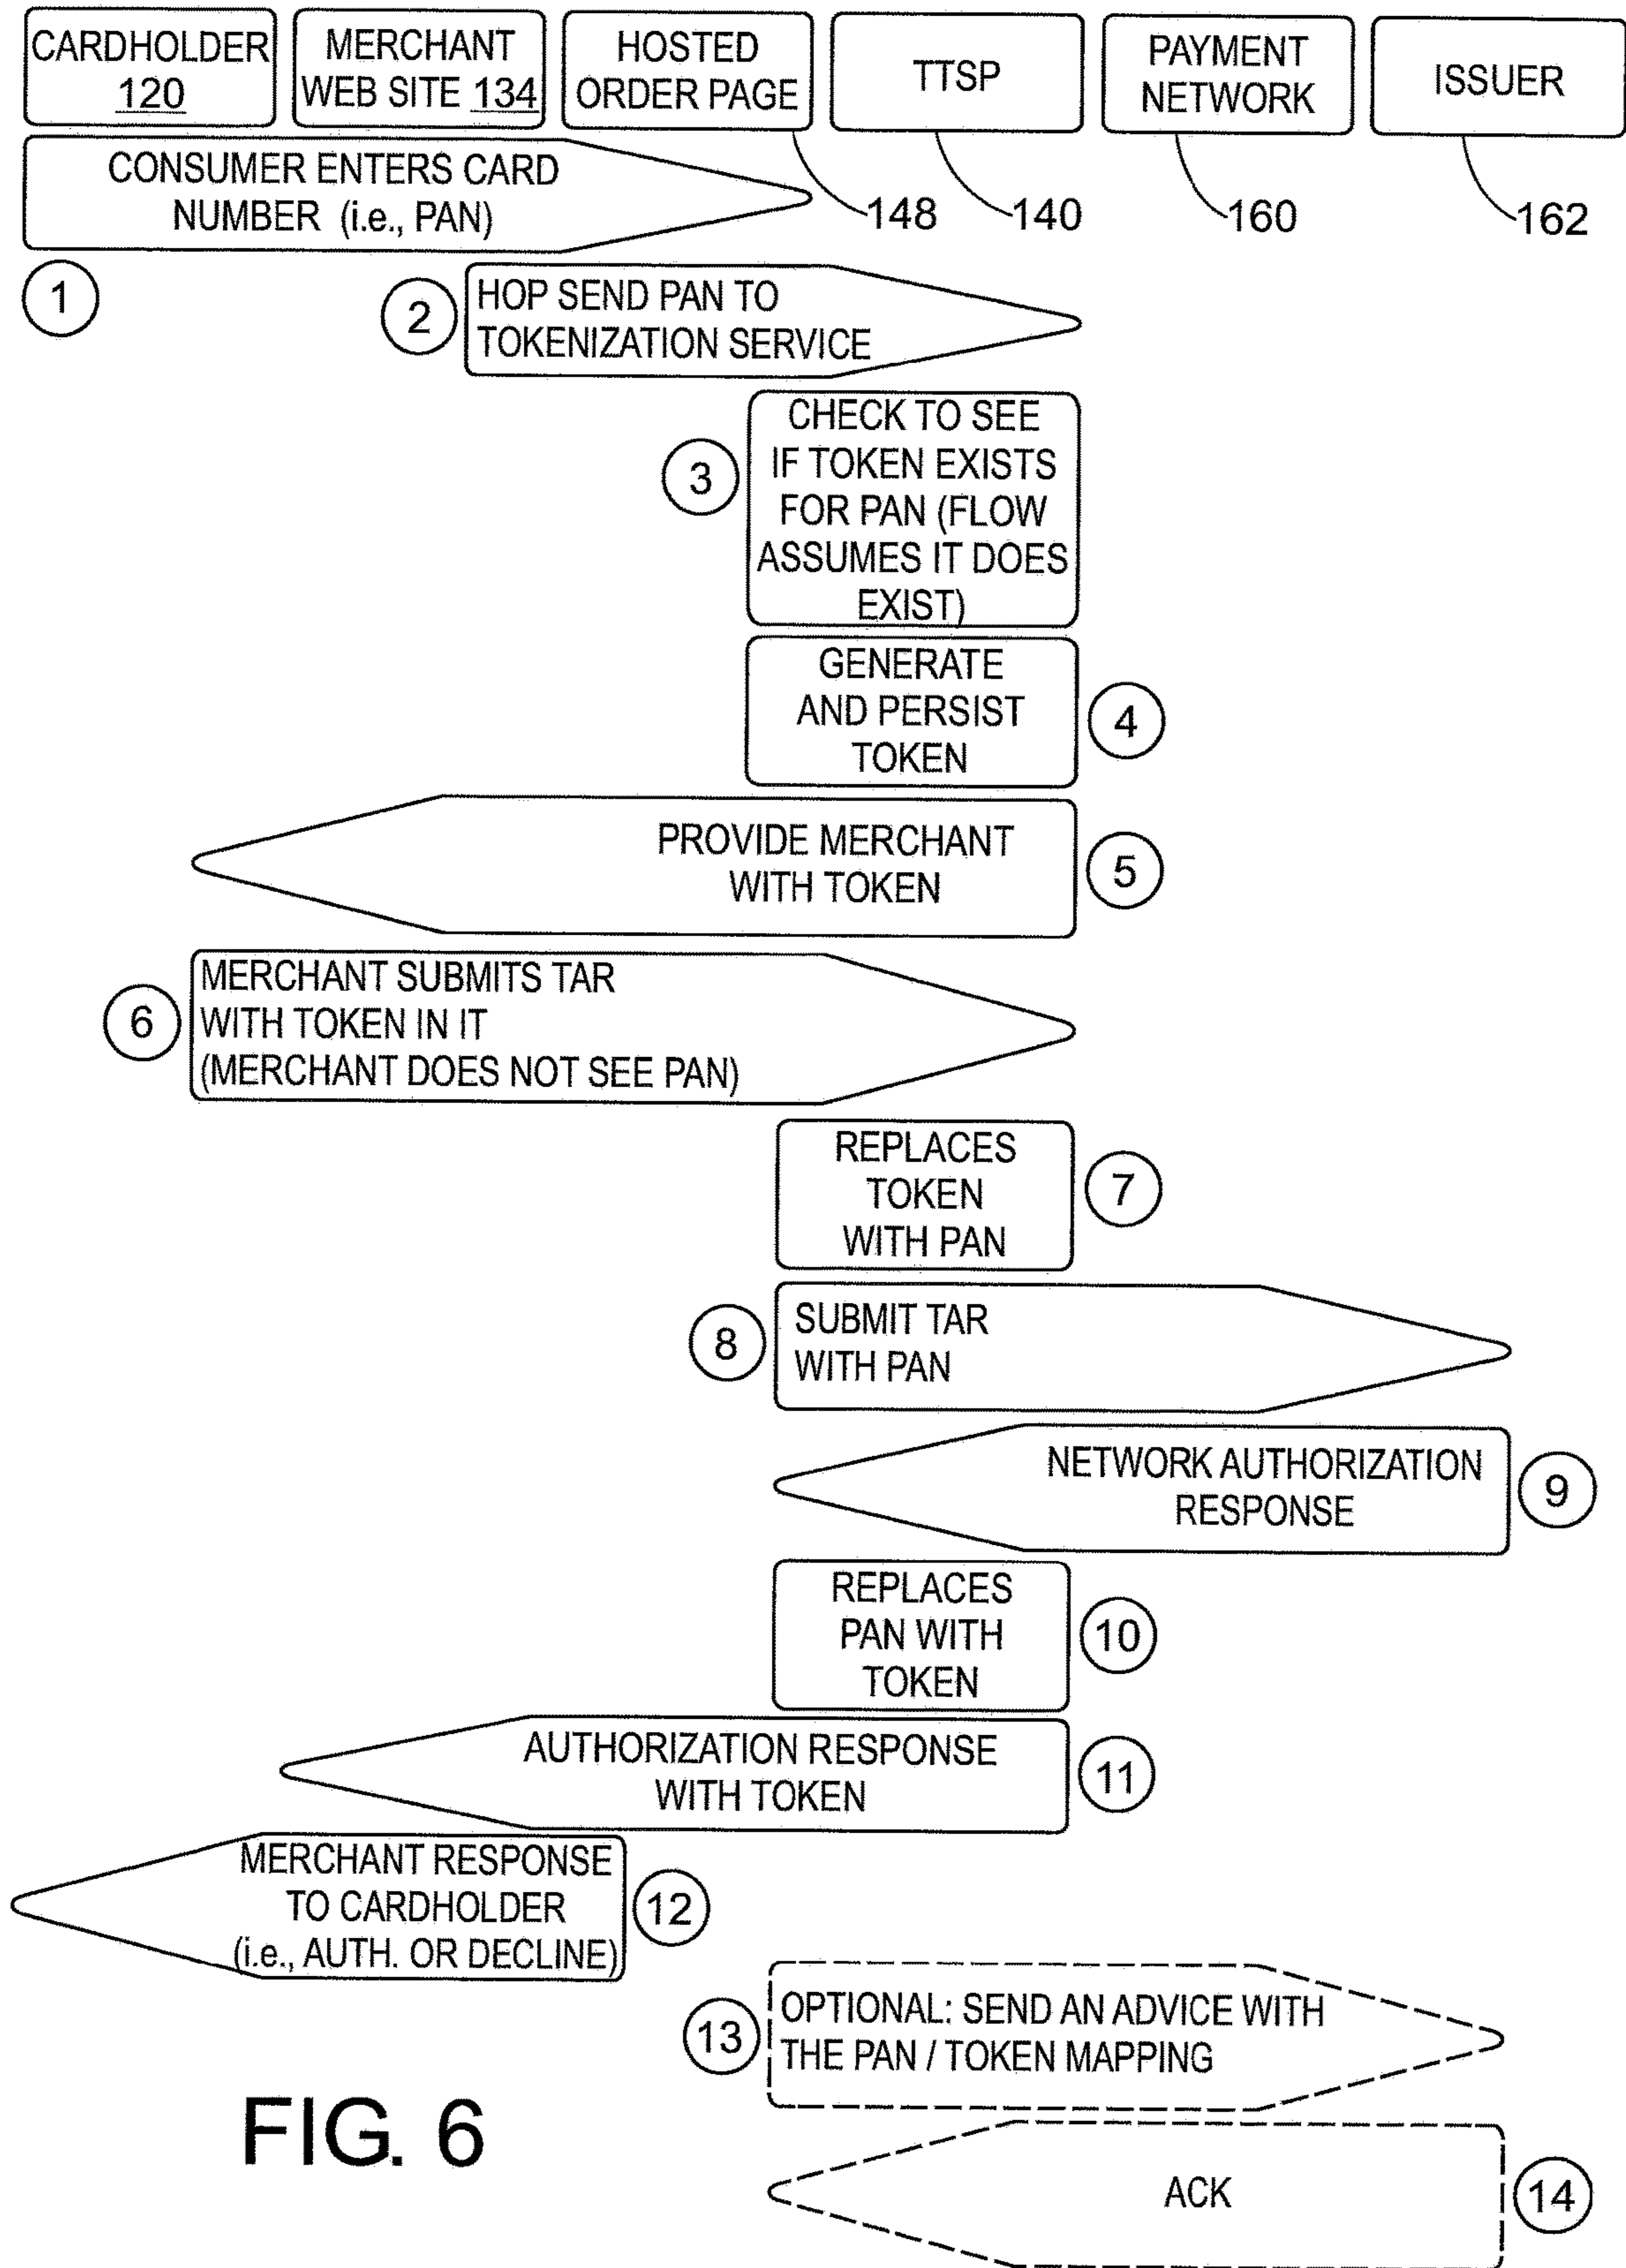 CARDHOLDER
120
MERCHANT
WEB SITE 134
HOSTED
ORDER PAGE
TTSP
PAYMENT
NETWORK
ISSUER
148
140
160
162
CONSUMER ENTERS CARD
NUMBER (i.e., PAN)
1
2
HOP SEND PAN TO
TOKENIZATION SERVICE
3
CHECK TO SEE
IF TOKEN EXISTS
FOR PAN (FLOW
ASSUMES IT DOES
EXIST)
GENERATE
AND PERSIST
TOKEN
4
PROVIDE MERCHANT
WITH TOKEN
5
6
MERCHANT SUBMITS TAR
WITH TOKEN IN IT
(MERCHANT DOES NOT SEE PAN)
REPLACES
TOKEN
WITH PAN
7
8
SUBMIT TAR
WITH PAN
NETWORK AUTHORIZATION
RESPONSE
9
REPLACES
PAN WITH
TOKEN
10
AUTHORIZATION RESPONSE
WITH TOKEN
11
MERCHANT RESPONSE
TO CARDHOLDER
(i.e., AUTH. OR DECLINE)
12
13
OPTIONAL: SEND AN ADVICE WITH
THE PAN / TOKEN MAPPING
ACK
14
FIG. 6